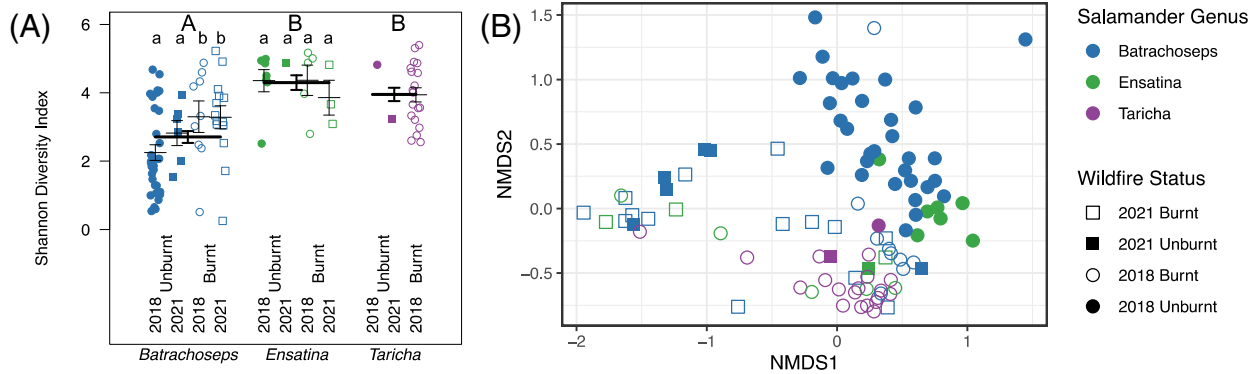 (A)
Shannon Diversity Index
6
4
2
0
A B B
a a b b a a a a
Unburnt Burnt Unburnt Burnt Unburnt Burnt
2018 2021 2018 2021 2018 2021 2018 2021 2018 2021 2018
Batrachoseps Ensatina Taricha
(B)
NMDS2
1.5
1.0
0.5
0.0
−0.5
−2 −1 0 1
NMDS1
Salamander Genus
Batrachoseps
Ensatina
Taricha
Wildfire Status
2021 Burnt
2021 Unburnt
2018 Burnt
2018 Unburnt